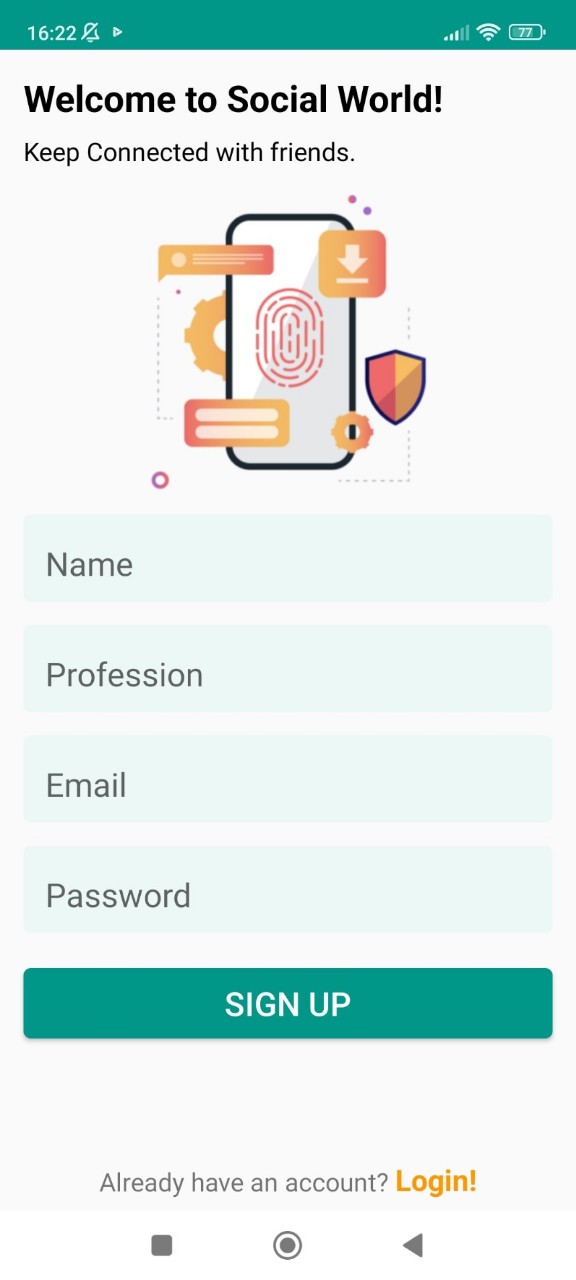 16:22
77
Welcome to Social World!
Keep Connected with friends.
Name
Profession
Email
Password
SIGN UP
Already have an account? Login!